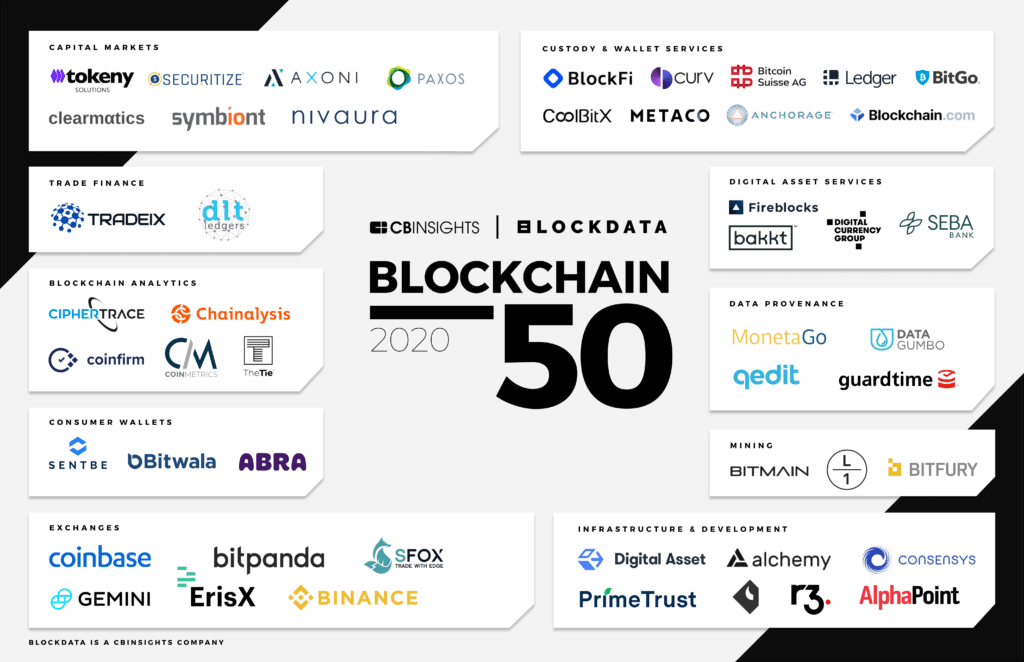 CAPITAL MARKETS
tokeny
SOLUTIONS
SECURITIZE
AXONI
PAXOS
clearmatics
symbiont
nivaura
CUSTODY & WALLET SERVICES
BlockFi
curv
Bitcoin
Suisse AG
Ledger
BitGo.
CoolBitX
METACO
ANCHORAGE
Blockchain.com
TRADE FINANCE
TRADEIX
dlt
ledgers
BLOCKCHAIN ANALYTICS
CIPHERTRACE
Chainalysis
coinfirm
CM
COINMETRICS
T
TheTie
CONSUMER WALLETS
SENTBE
Bitwala
ABRA
CBINSIGHTS | BLOCKDATA
BLOCKCHAIN
2020
50
DIGITAL ASSET SERVICES
Fireblocks
bakkt
DIGITAL
CURRENCY
GROUP
SEBA
BANK
DATA PROVENANCE
MonetaGo
DATA
GUMBO
qedit
guardtime
MINING
BITMAIN
L
1
BITFURY
EXCHANGES
coinbase
bitpanda
SFOX
TRADE WITH EDGE
GEMINI
ErisX
BINANCE
INFRASTRUCTURE & DEVELOPMENT
Digital Asset
alchemy
CONSENSYS
PrimeTrust
r3.
AlphaPoint
BLOCKDATA IS A CBINSIGHTS COMPANY